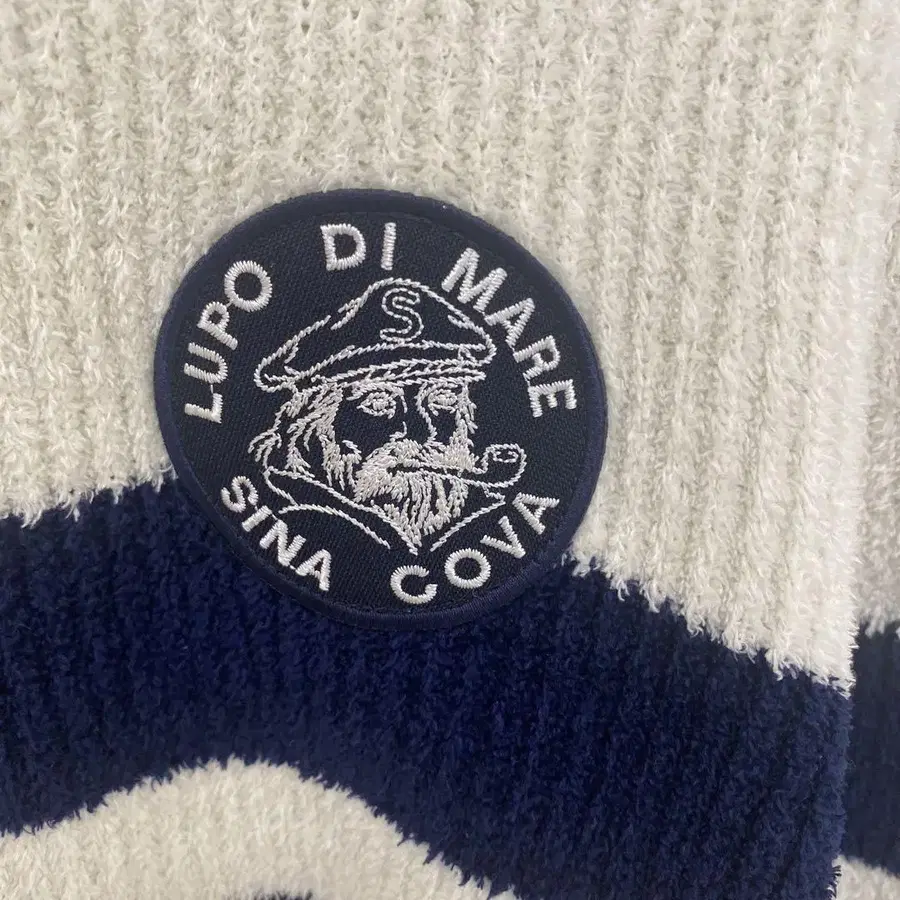 LUPO DI MARE
S
SINA COVA